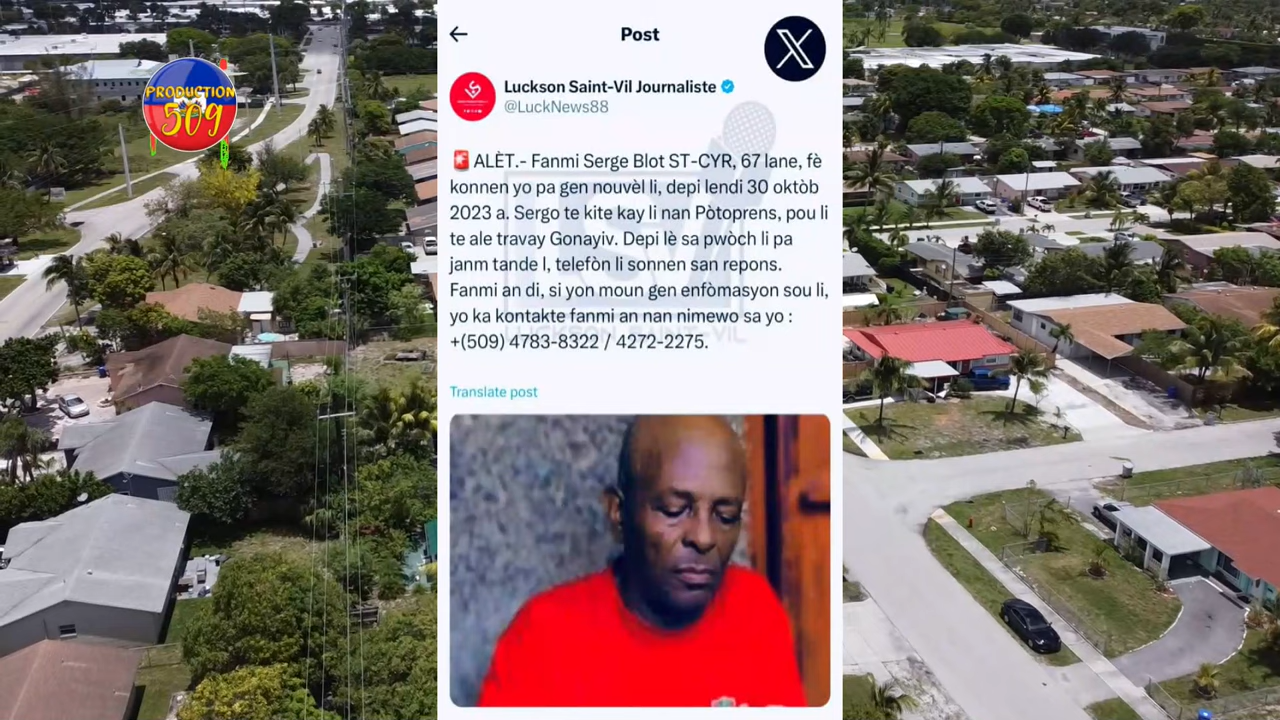 PRODUCTION
509
Post
X
Luckson Saint-Vil Journaliste
@LuckNews88
ALÈT.- Fanmi Serge Blot ST-CYR, 67 lane, fè
konnen yo pa gen nouvèl li, depi lendi 30 oktòb
2023 a. Sergo te kite kay li nan Pòtoprens, pou li
te ale travay Gonayiv. Depi lè sa pwòch li pa
janm tande l, telefòn li sonnen san repons.
Fanmi an di, si yon moun gen enfòmasyon sou li,
yo ka kontakte fanmi an nan nimewo sa yo :
+(509) 4783-8322 / 4272-2275.
LUCKSON SAINT-VIL
Translate post